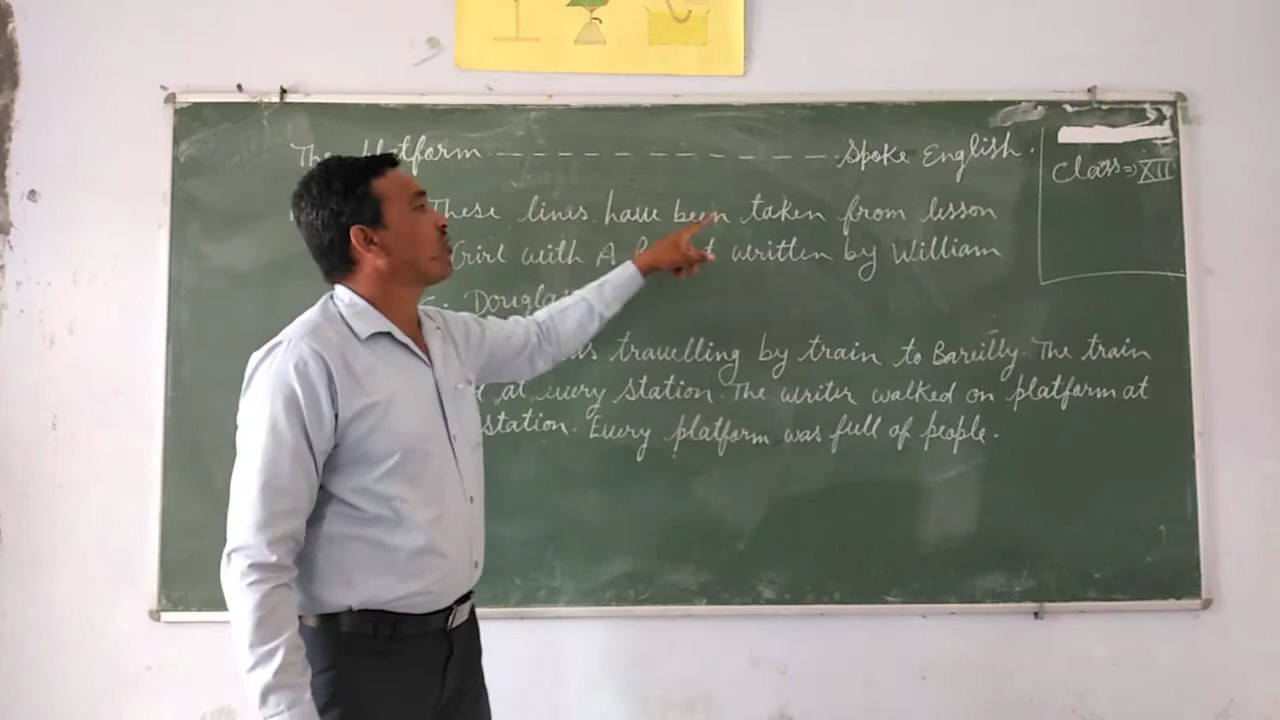 The platform - - - - - - - - - - - - Spoke English.
Class => XII
These lines have been taken from lesson
Girl with A written by William
Douglas
travelling by train to Bareilly. The train
at every station. The writer walked on platform at
station. Every platform was full of people.